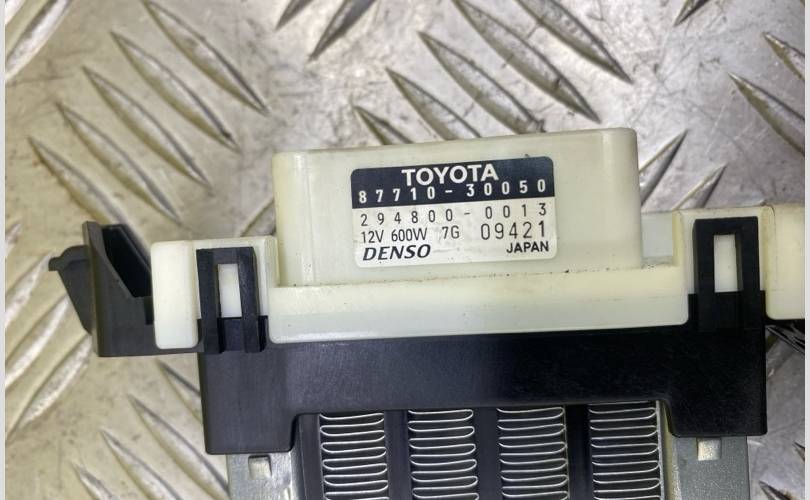 TOYOTA
87710-30050
294800-0013
12V 600W 7G 09421
DENSO JAPAN